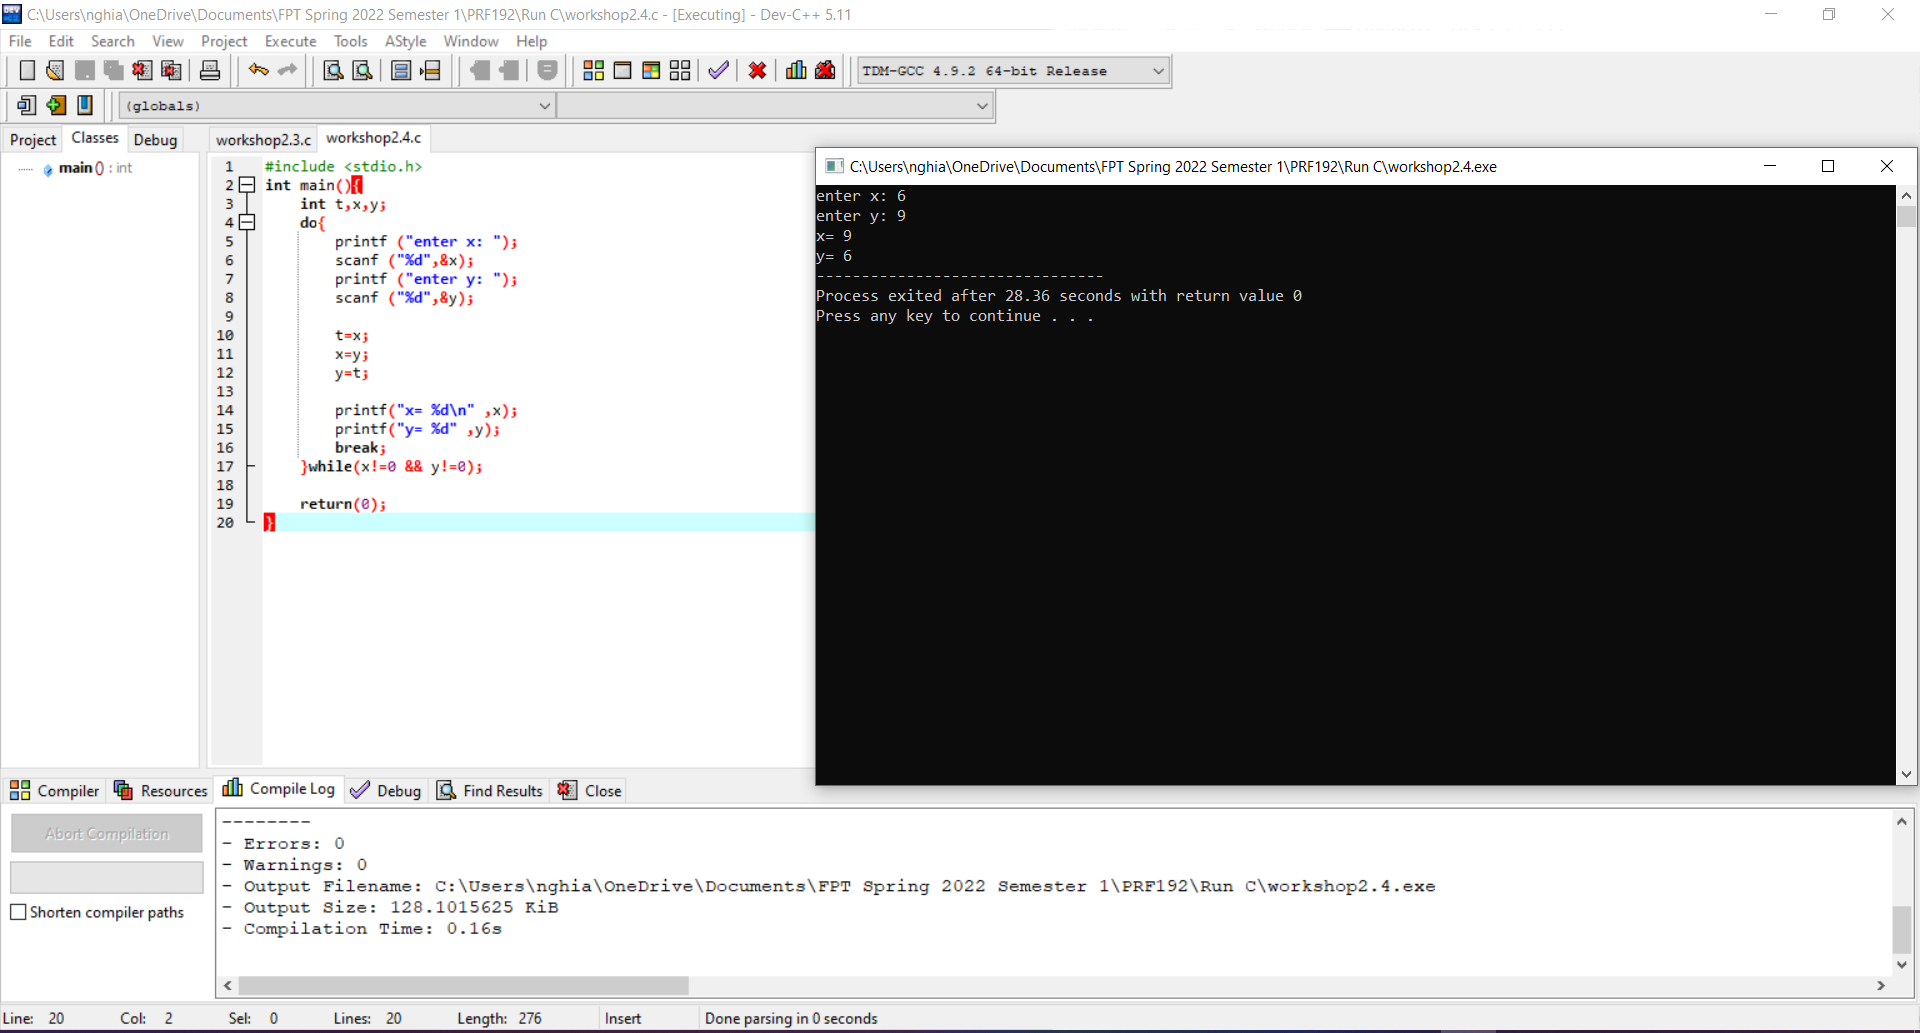 C:\Users\nghia\OneDrive\Documents\FPT Spring 2022 Semester 1\PRF192\Run C\workshop2.4.c - [Executing] - Dev-C++ 5.11
File Edit Search View Project Execute Tools AStyle Window Help
TDM-GCC 4.9.2 64-bit Release
(globals)
Project Classes Debug
main () : int
workshop2.3.c workshop2.4.c
1 #include <stdio.h>
2 int main(){
3 int t,x,y;
4 do{
5 printf ("enter x: ");
6 scanf ("%d",&x);
7 printf ("enter y: ");
8 scanf ("%d",&y);
9
10 t=x;
11 x=y;
12 y=t;
13
14 printf("x= %d\n" ,x);
15 printf("y= %d" ,y);
16 break;
17 }while(x!=0 && y!=0);
18
19 return(0);
20 }
C:\Users\nghia\OneDrive\Documents\FPT Spring 2022 Semester 1\PRF192\Run C\workshop2.4.exe
enter x: 6
enter y: 9
x= 9
y= 6
--------------------------------
Process exited after 28.36 seconds with return value 0
Press any key to continue . . .
Compiler Resources Compile Log Debug Find Results Close
Abort Compilation
Shorten compiler paths
--------
- Errors: 0
- Warnings: 0
- Output Filename: C:\Users\nghia\OneDrive\Documents\FPT Spring 2022 Semester 1\PRF192\Run C\workshop2.4.exe
- Output Size: 128.1015625 KiB
- Compilation Time: 0.16s
Line: 20 Col: 2 Sel: 0 Lines: 20 Length: 276 Insert Done parsing in 0 seconds